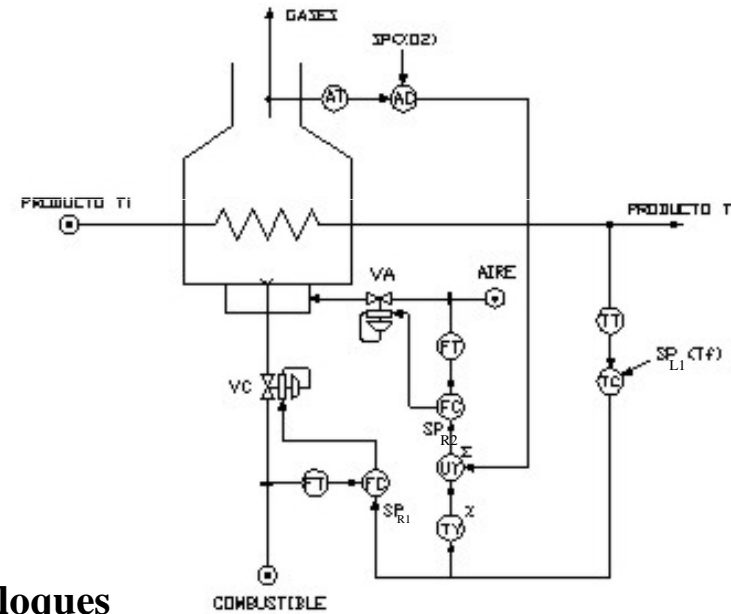 GASES
SPC(O2)
AT
AC
PRODUCTO Ti
PRODUCTO T
VA
AIRE
TT
FT
SP L1 (Tf)
TC
VC
FC
SP R2
Σ
UY
FT
FC
SP R1
X
TY
loques
COMBUSTIBLE